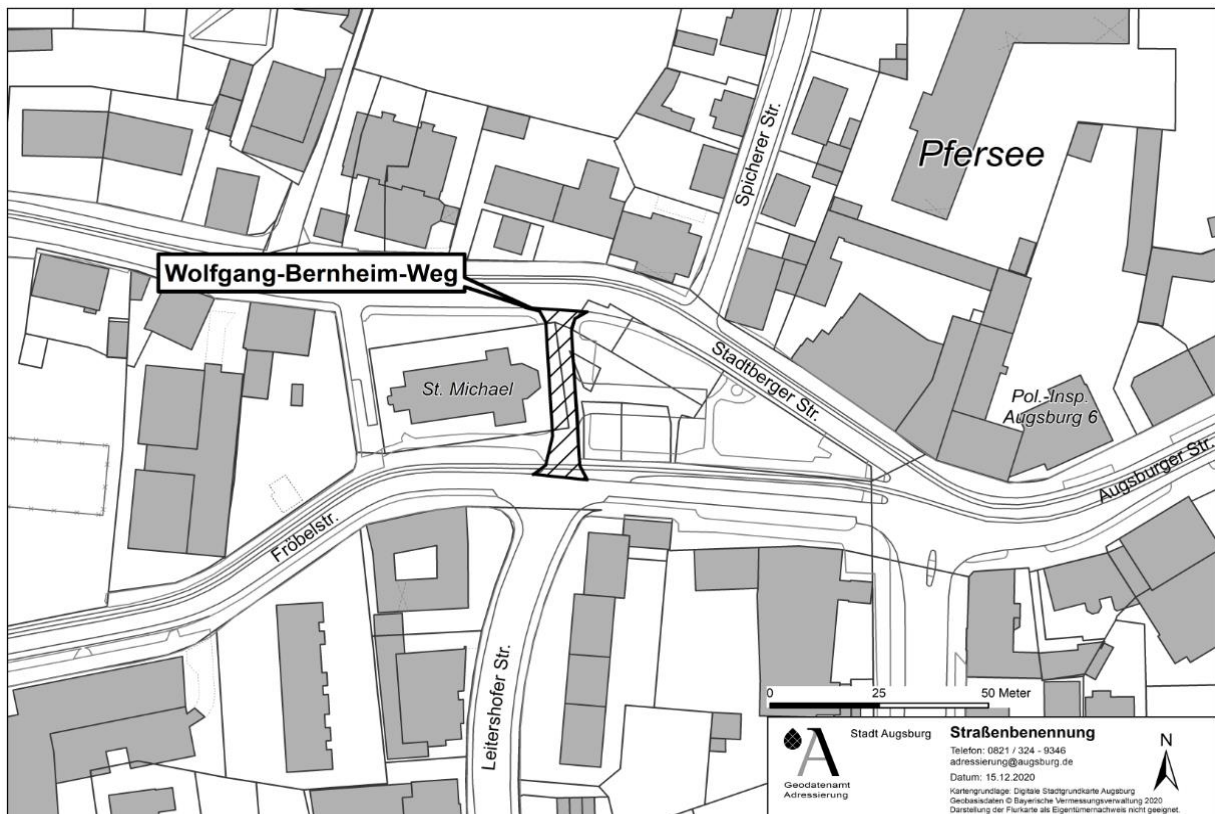 Pfersee
Spicherer Str.
Wolfgang-Bernheim-Weg
St. Michael
Stadtberger Str.
Pol.-Insp.
Augsburg 6
Augsburger Str.
Fröbelstr.
Leitershofer Str.
0 25 50 Meter
A
Geodatenamt
Adressierung
Stadt Augsburg
Straßenbenennung
Telefon: 0821 / 324 - 9346
adressierung@augsburg.de
Datum: 15.12.2020
Kartengrundlage: Digitale Stadtgrundkarte Augsburg
Geobasisdaten © Bayerische Vermessungsverwaltung 2020
Darstellung der Flurkarte als Eigentümernachweis nicht geeignet.
N